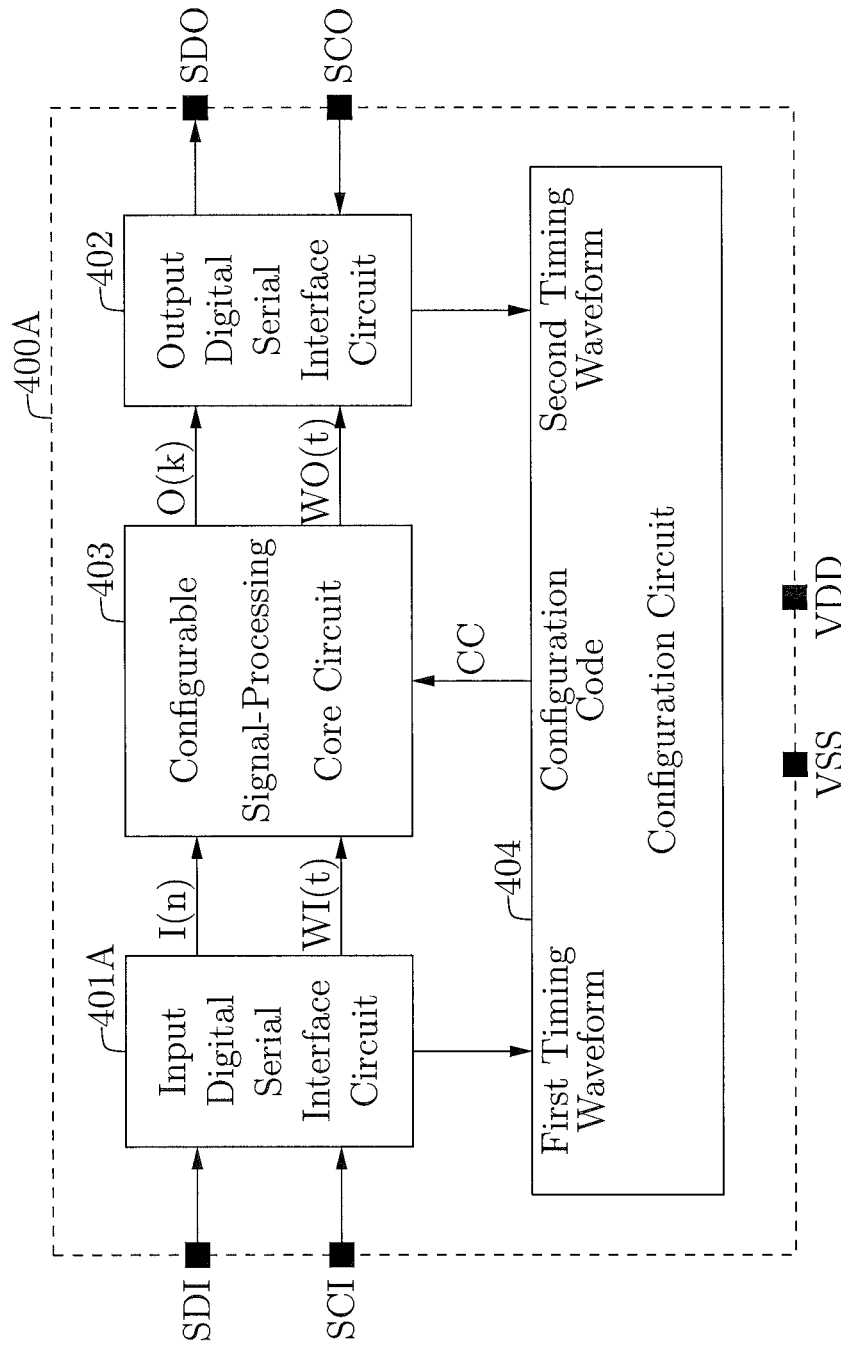 400A
SDI
SCI
401A
Input
Digital
Serial
Interface
Circuit
I(n)
WI(t)
403
Configurable
Signal-Processing
Core Circuit
O(k)
WO(t)
402
Output
Digital
Serial
Interface
Circuit
SDO
SCO
CC
404
First Timing
Waveform
Configuration
Code
Second Timing
Waveform
Configuration Circuit
VSS
VDD